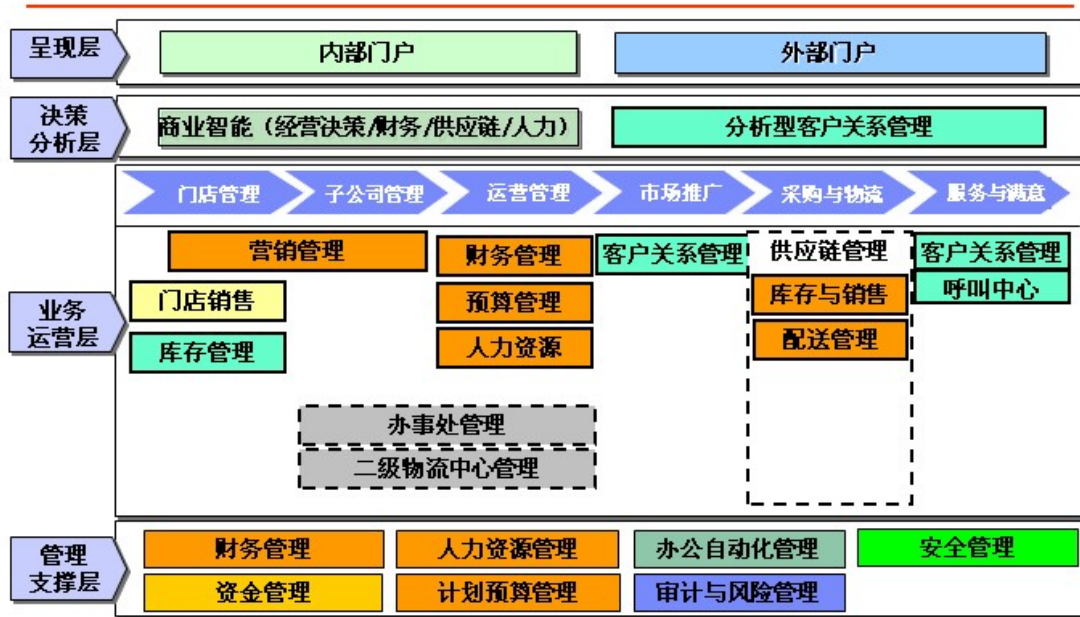 呈现层
内部门户
外部门户
决策
分析层
商业智能（经营决策/财务/供应链/人力）
分析型客户关系管理
门店管理
子公司管理
运营管理
市场推广
采购与物流
服务与满意
业务
运营层
营销管理
财务管理
客户关系管理
供应链管理
客户关系管理
门店销售
预算管理
库存与销售
呼叫中心
库存管理
人力资源
配送管理
办事处管理
二级物流中心管理
管理
支撑层
财务管理
人力资源管理
办公自动化管理
安全管理
资金管理
计划预算管理
审计与风险管理